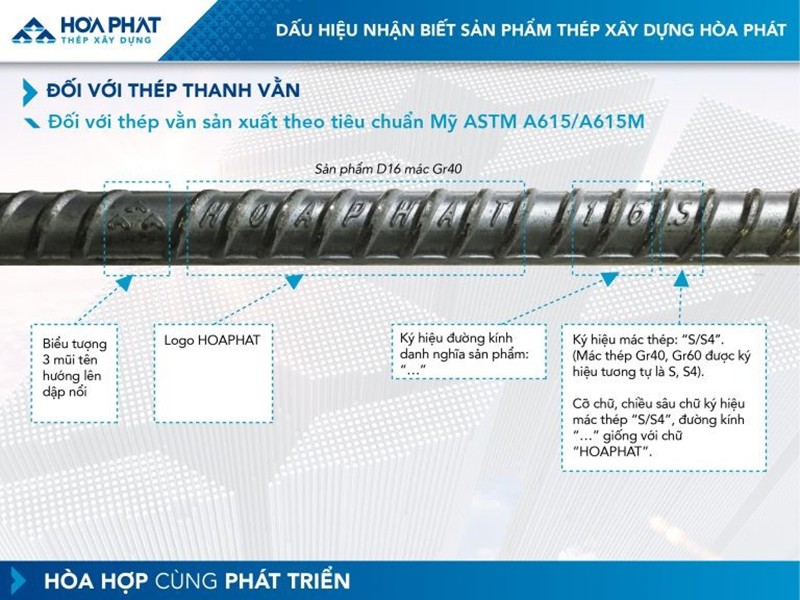 HOA PHAT
THÉP XÂY DỰNG
DẤU HIỆU NHẬN BIẾT SẢN PHẨM THÉP XÂY DỰNG HÒA PHÁT
ĐỐI VỚI THÉP THANH VẰN
Đối với thép vằn sản xuất theo tiêu chuẩn Mỹ ASTM A615/A615M
Sản phẩm D16 mác Gr40
HOAPHAT 16 S
Biểu tượng
3 mũi tên
hướng lên
dập nổi
Logo HOAPHAT
Ký hiệu đường kính
danh nghĩa sản phẩm:
“...”
Ký hiệu mác thép: “S/S4”.
(Mác thép Gr40, Gr60 được ký
hiệu tương tự là S, S4).
Cỡ chữ, chiều sâu chữ ký hiệu
mác thép “S/S4”, đường kính
“...” giống với chữ
“HOAPHAT”.
HÒA HỢP CÙNG PHÁT TRIỂN